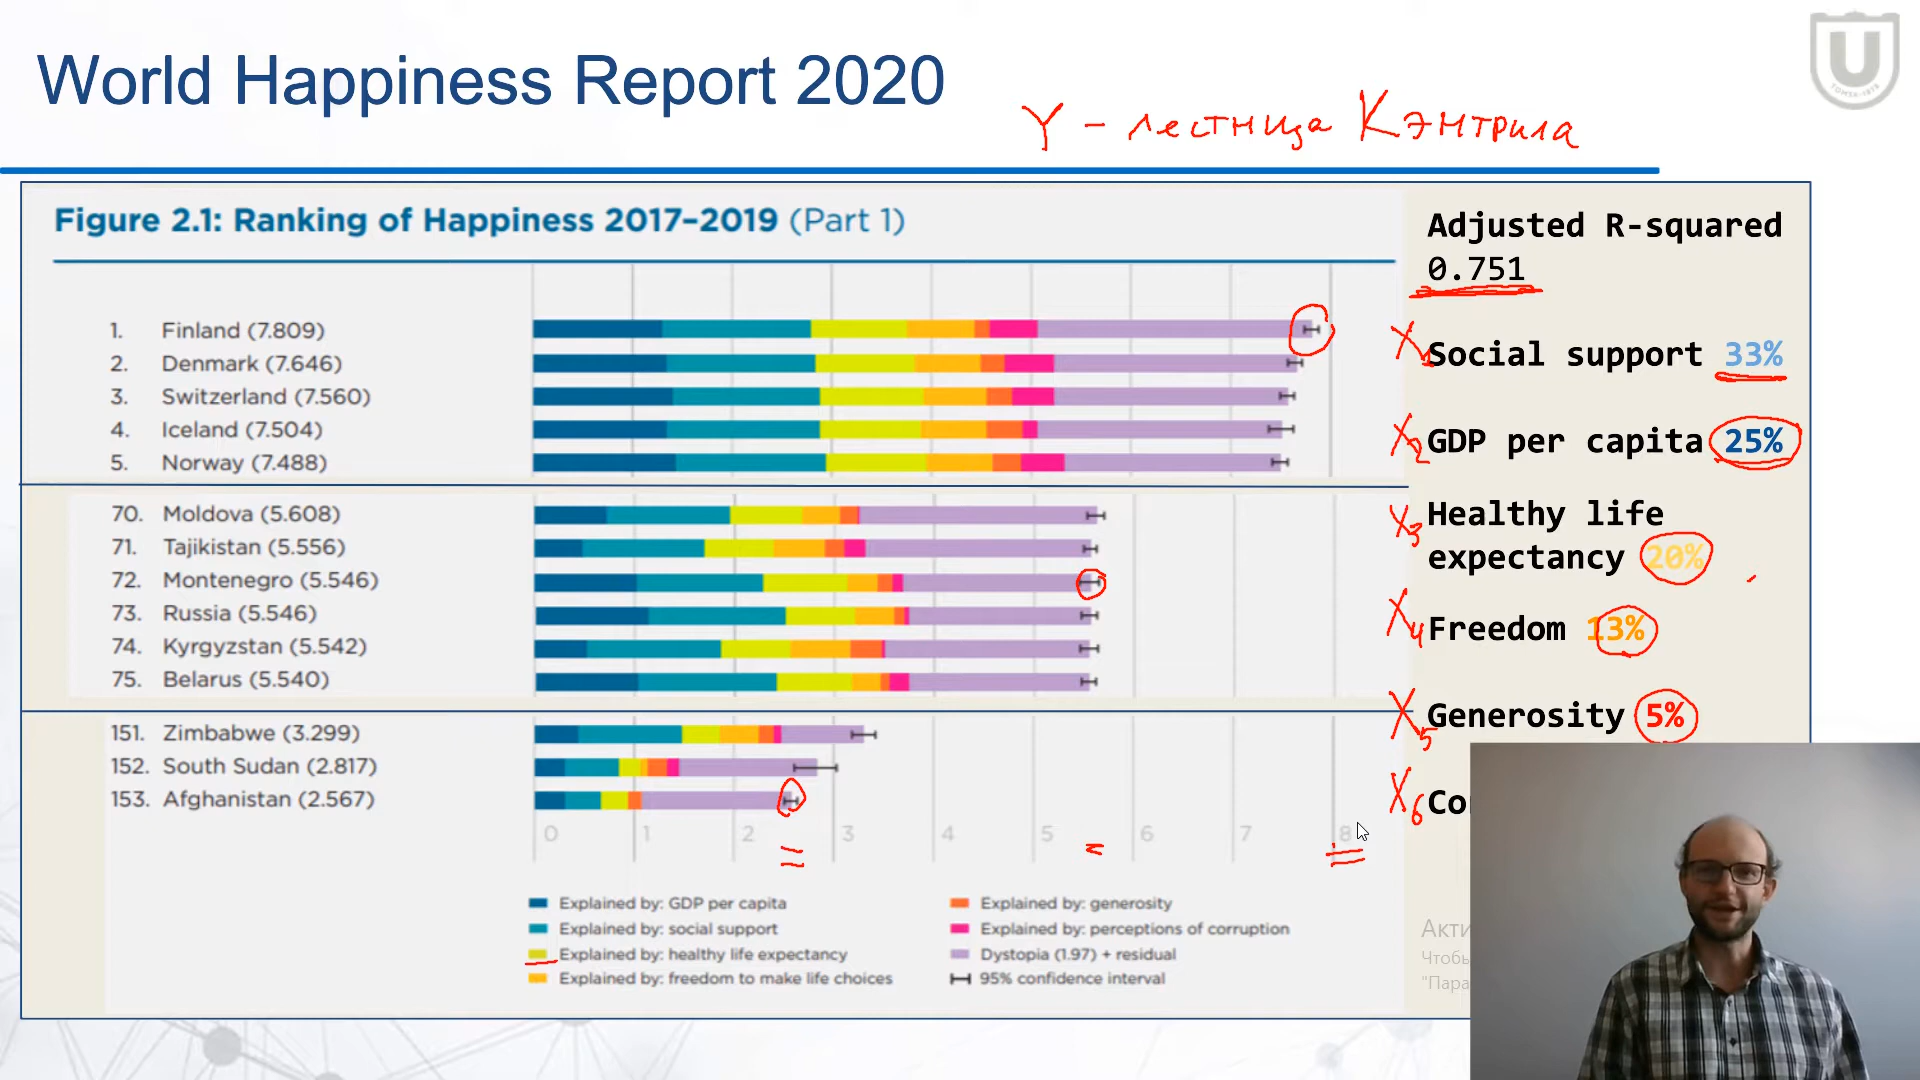 World Happiness Report 2020
Y - лестница Кэнтрила
Figure 2.1: Ranking of Happiness 2017–2019 (Part 1)
1. Finland (7.809)
2. Denmark (7.646)
3. Switzerland (7.560)
4. Iceland (7.504)
5. Norway (7.488)
70. Moldova (5.608)
71. Tajikistan (5.556)
72. Montenegro (5.546)
73. Russia (5.546)
74. Kyrgyzstan (5.542)
75. Belarus (5.540)
151. Zimbabwe (3.299)
152. South Sudan (2.817)
153. Afghanistan (2.567)
0 1 2 3 4 5 6 7 8
Explained by: GDP per capita
Explained by: social support
Explained by: healthy life expectancy
Explained by: freedom to make life choices
Explained by: generosity
Explained by: perceptions of corruption
Dystopia (1.97) + residual
95% confidence interval
Adjusted R-squared
0.751
X1 Social support 33%
X2 GDP per capita 25%
X3 Healthy life
expectancy 20%
X4 Freedom 13%
X5 Generosity 5%
X6 Co
Акти
Чтобы
"Пара
U
TOMSK·1878